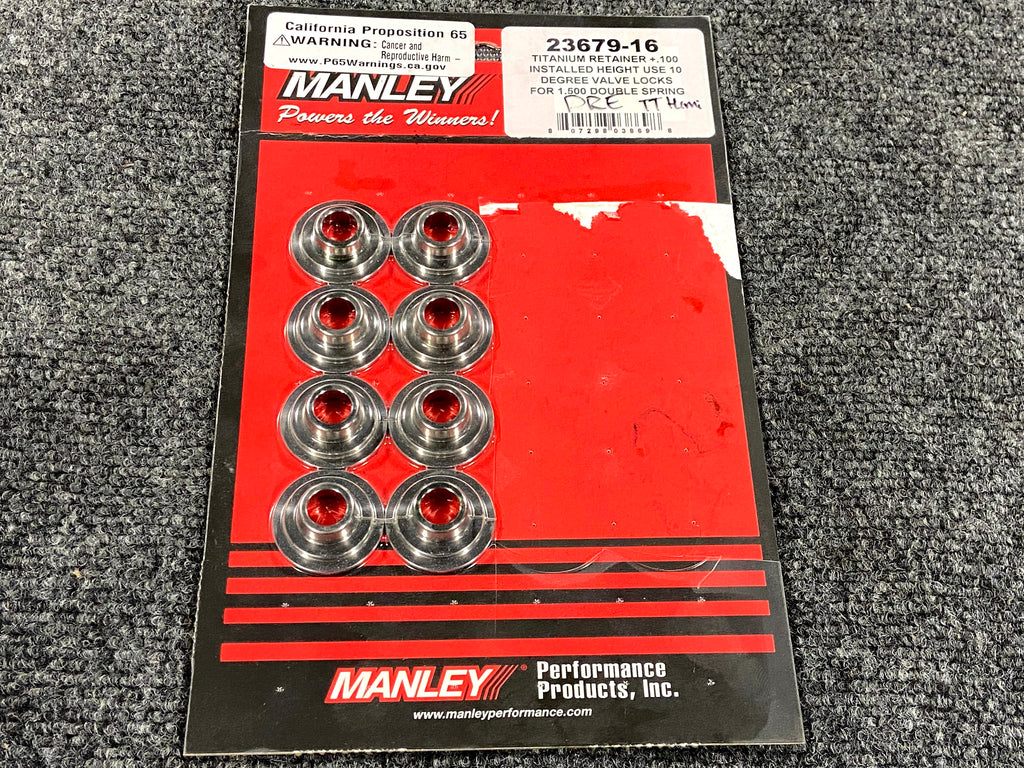 California Proposition 65
⚠WARNING: Cancer and
Reproductive Harm –
www.P65Warnings.ca.gov
MANLEY
Powers the Winners!
23679-16
TITANIUM RETAINER +.100
INSTALLED HEIGHT USE 10
DEGREE VALVE LOCKS
FOR 1.500 DOUBLE SPRING
DRE TT Hemi
MANLEY®
Performance
Products, Inc.
www.manleyperformance.com